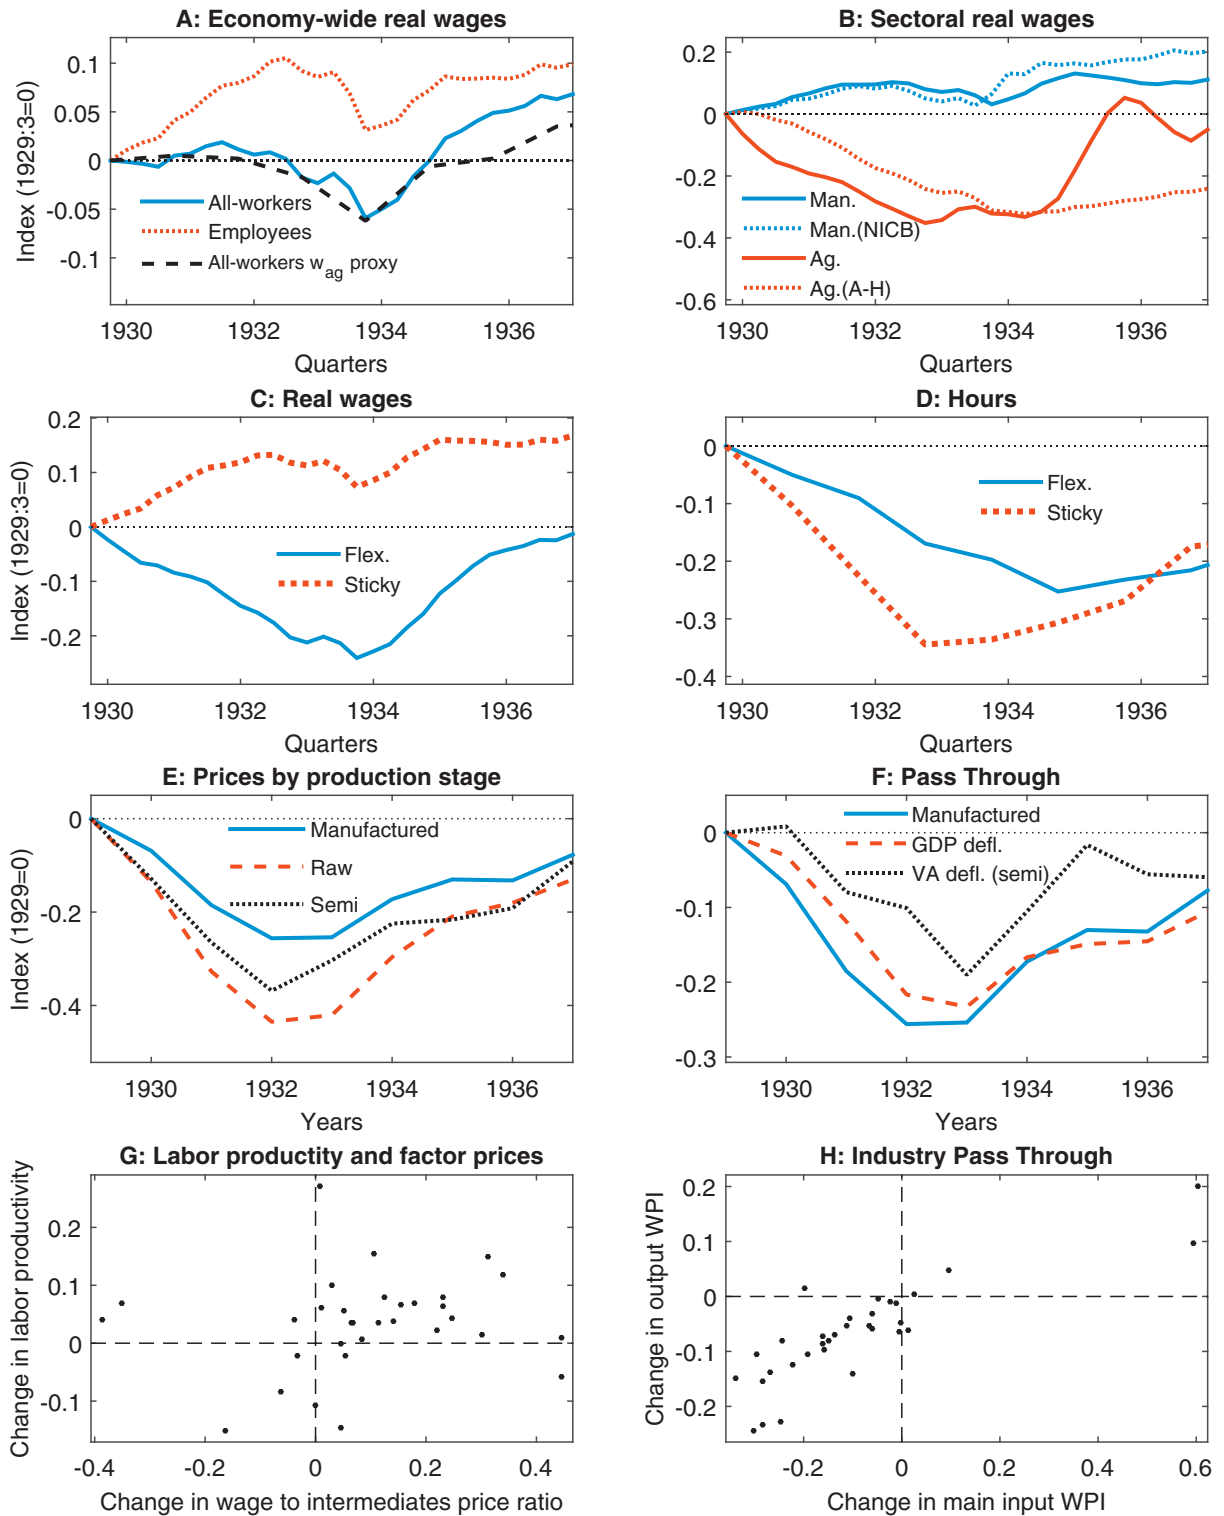 A: Economy-wide real wages
Index (1929:3=0)
0.1
0.05
0
-0.05
-0.1
All-workers
Employees
All-workers w_ag proxy
1930 1932 1934 1936
Quarters
B: Sectoral real wages
0.2
0
-0.2
-0.4
-0.6
Man.
Man.(NICB)
Ag.
Ag.(A-H)
1930 1932 1934 1936
Quarters
C: Real wages
Index (1929:3=0)
0.2
0.1
0
-0.1
-0.2
Flex.
Sticky
1930 1932 1934 1936
Quarters
D: Hours
0
-0.1
-0.2
-0.3
-0.4
Flex.
Sticky
1930 1932 1934 1936
Quarters
E: Prices by production stage
Index (1929=0)
0
-0.2
-0.4
Manufactured
Raw
Semi
1930 1932 1934 1936
Years
F: Pass Through
0
-0.1
-0.2
-0.3
Manufactured
GDP defl.
VA defl. (semi)
1930 1932 1934 1936
Years
G: Labor productity and factor prices
Change in labor productivity
0.2
0.1
0
-0.1
-0.4 -0.2 0 0.2 0.4
Change in wage to intermediates price ratio
H: Industry Pass Through
Change in output WPI
0.2
0.1
0
-0.1
-0.2
-0.2 0 0.2 0.4 0.6
Change in main input WPI